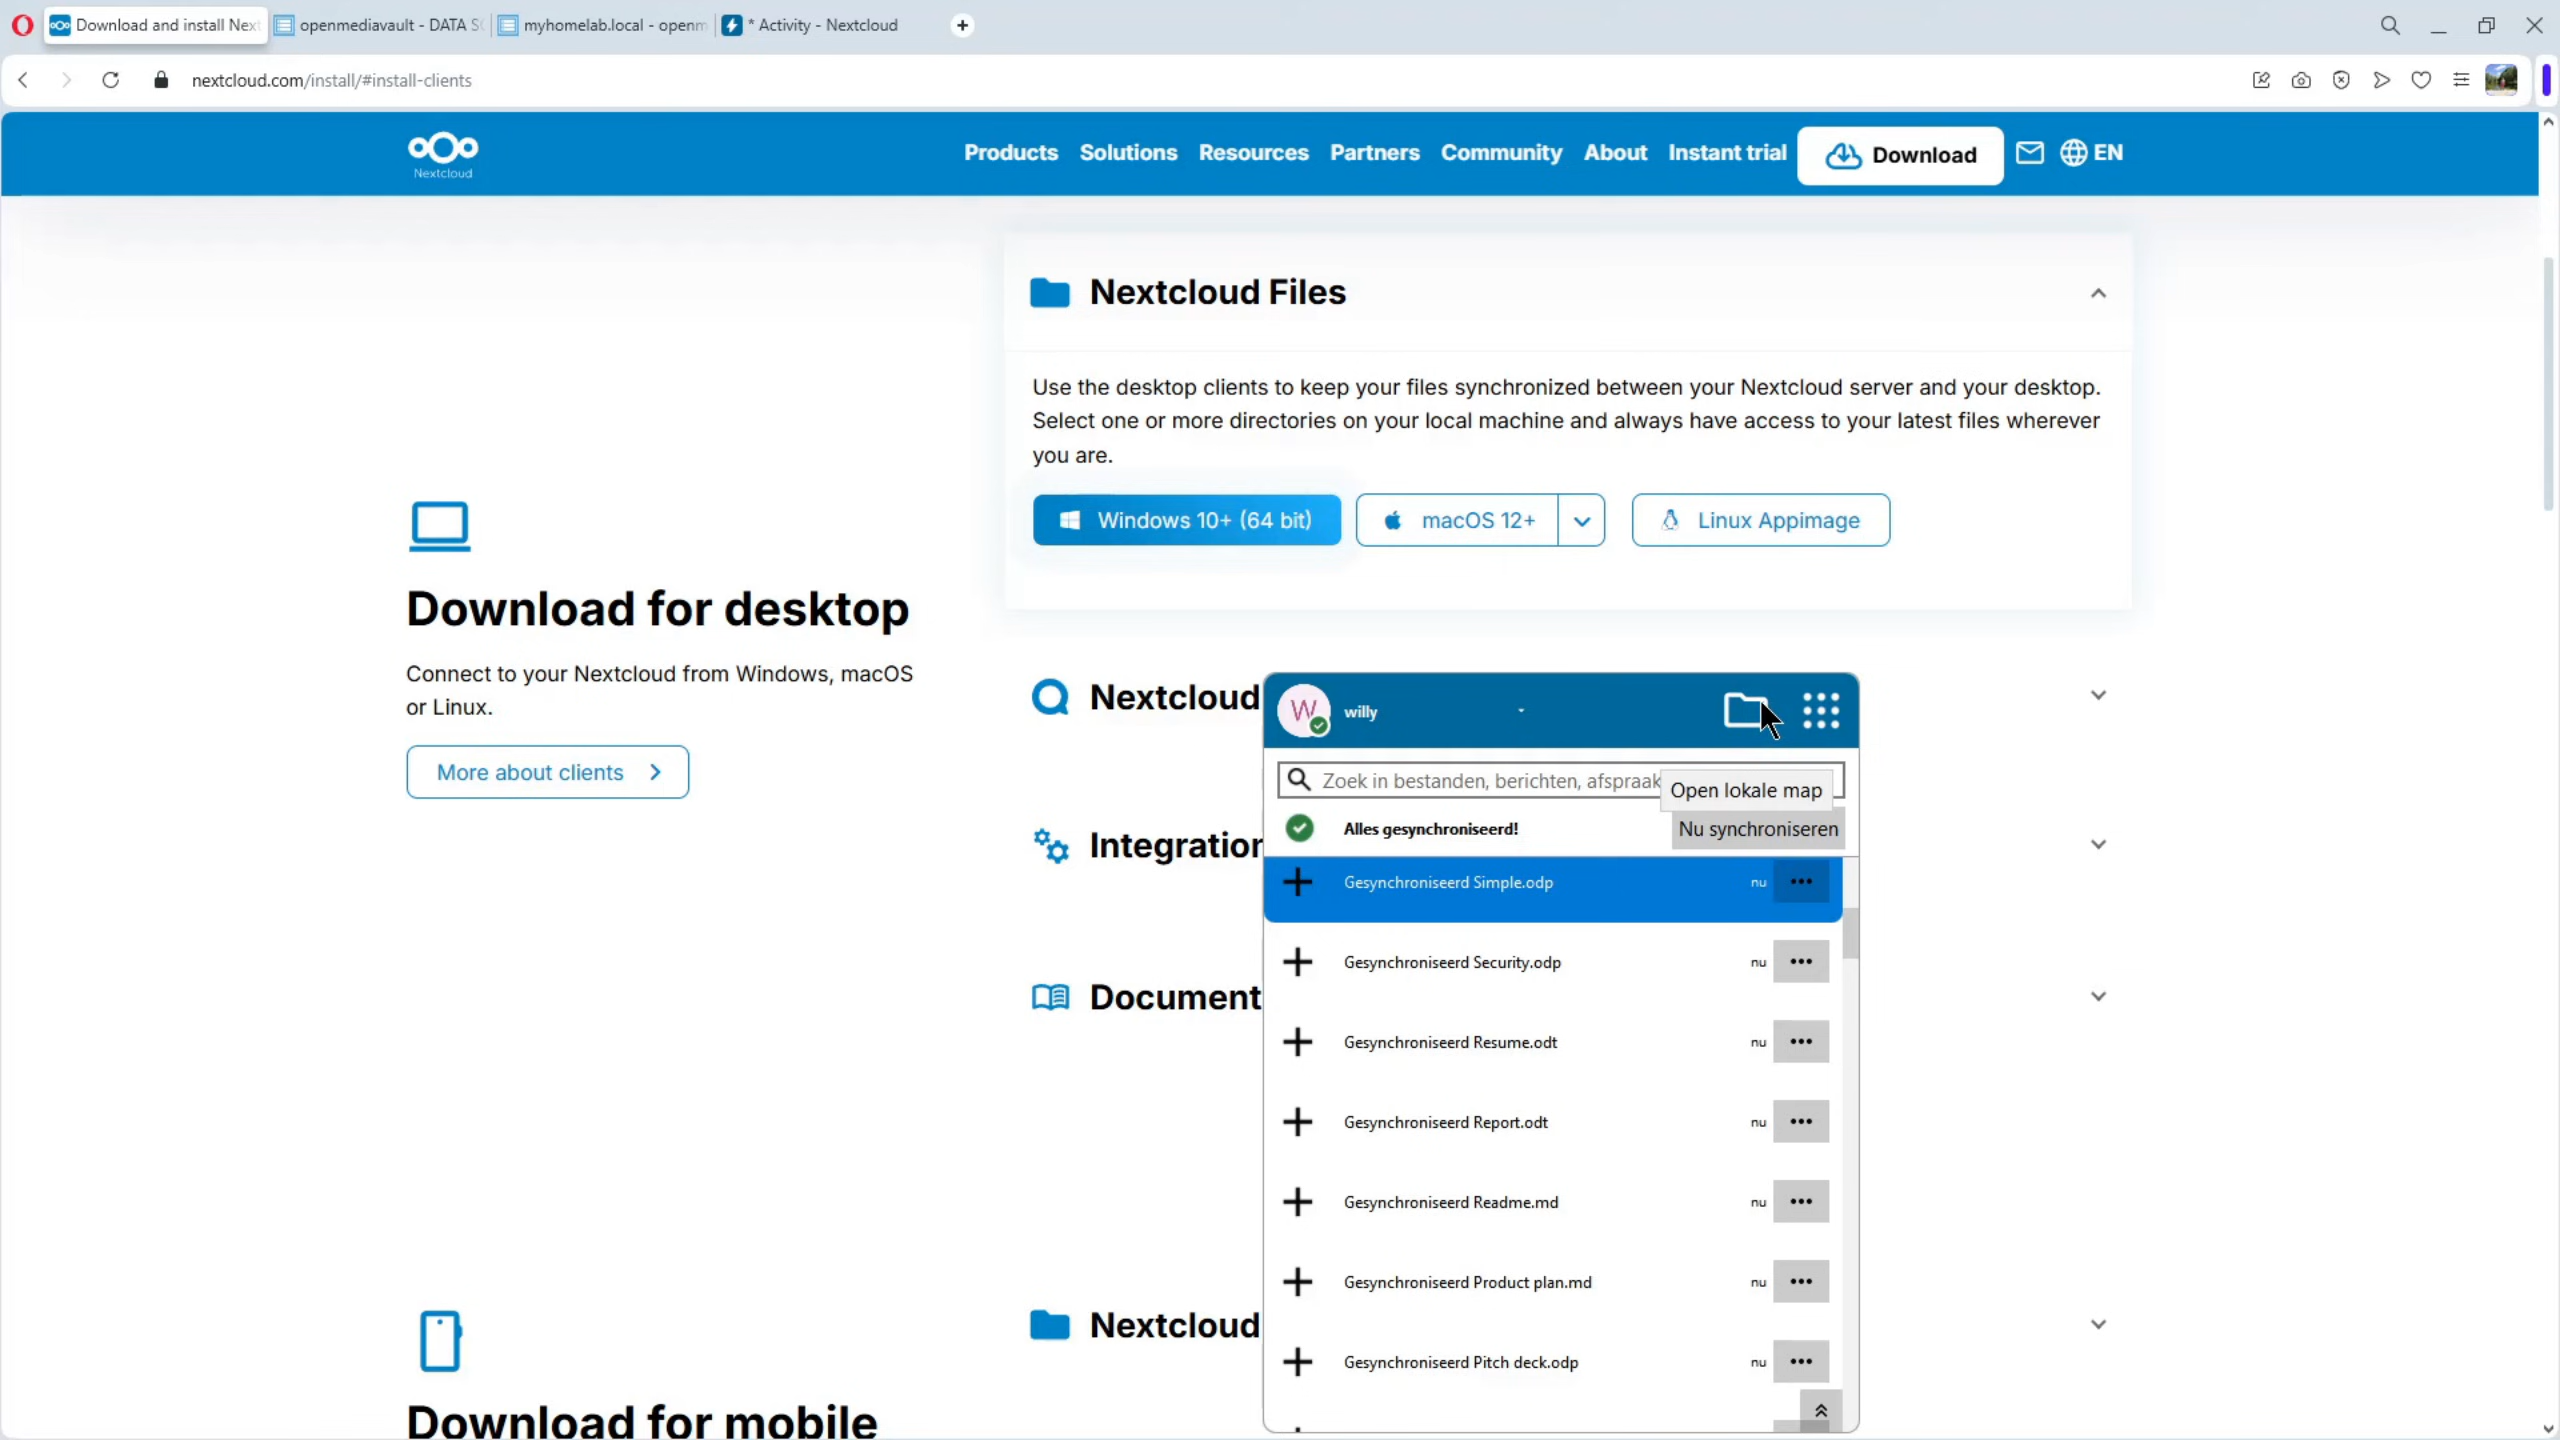 Download and install Next
openmediavault - DATA S
myhomelab.local - openm
* Activity - Nextcloud
nextcloud.com/install/#install-clients
Nextcloud
Products
Solutions
Resources
Partners
Community
About
Instant trial
Download
EN
Nextcloud Files
Use the desktop clients to keep your files synchronized between your Nextcloud server and your desktop.
Select one or more directories on your local machine and always have access to your latest files wherever
you are.
Windows 10+ (64 bit)
macOS 12+
Linux Appimage
Download for desktop
Connect to your Nextcloud from Windows, macOS
or Linux.
More about clients
Nextcloud
Integration
Document
Nextcloud
W
willy
Zoek in bestanden, berichten, afspraak
Open lokale map
Alles gesynchroniseerd!
Nu synchroniseren
Gesynchroniseerd Simple.odp nu
Gesynchroniseerd Security.odp nu
Gesynchroniseerd Resume.odt nu
Gesynchroniseerd Report.odt nu
Gesynchroniseerd Readme.md nu
Gesynchroniseerd Product plan.md nu
Gesynchroniseerd Pitch deck.odp nu
Download for mobile